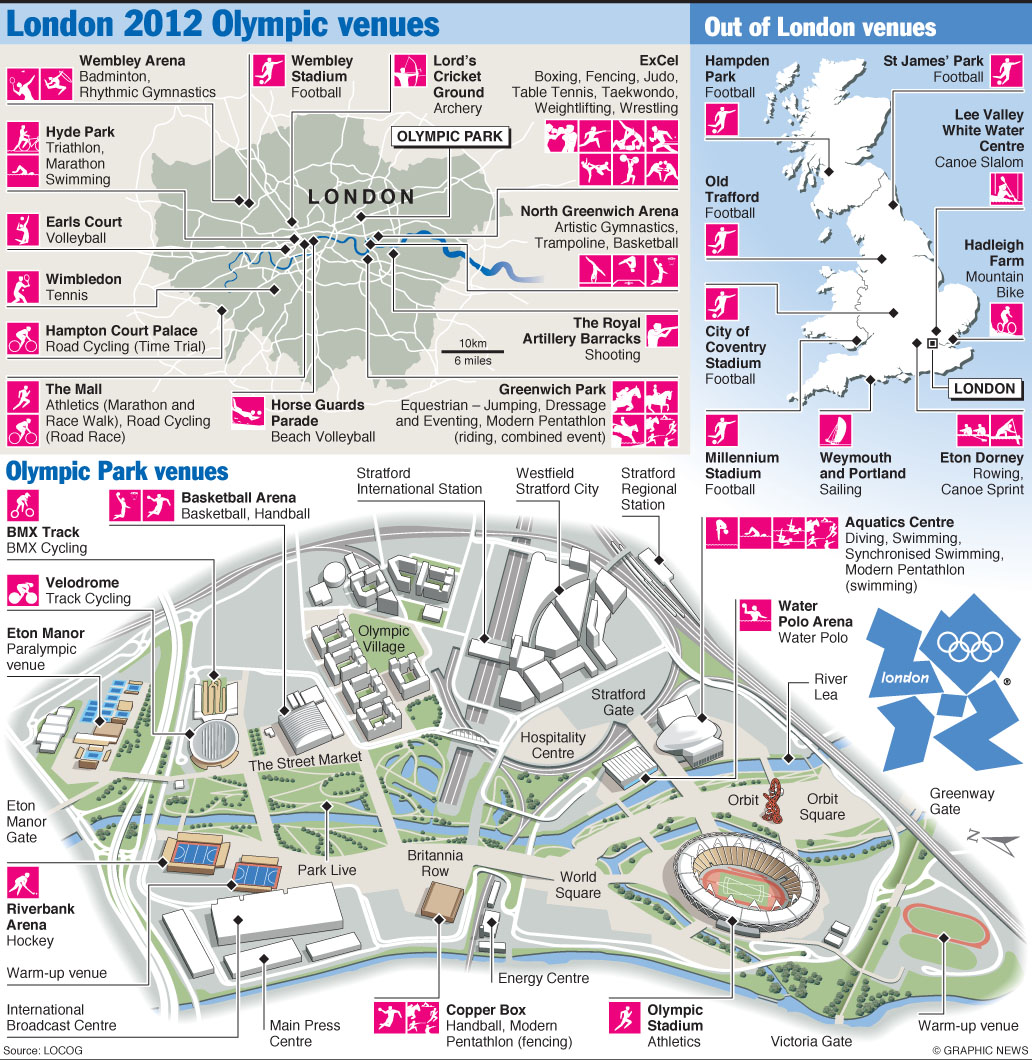 London 2012 Olympic venues
Wembley Arena
Badminton,
Rhythmic Gymnastics
Wembley
Stadium
Football
Lord's
Cricket
Ground
Archery
ExCel
Boxing, Fencing, Judo,
Table Tennis, Taekwondo,
Weightlifting, Wrestling
Hyde Park
Triathlon,
Marathon
Swimming
OLYMPIC PARK
LONDON
Earls Court
Volleyball
North Greenwich Arena
Artistic Gymnastics,
Trampoline, Basketball
Wimbledon
Tennis
Hampton Court Palace
Road Cycling (Time Trial)
The Royal
Artillery Barracks
Shooting
10km
6 miles
The Mall
Athletics (Marathon and
Race Walk), Road Cycling
(Road Race)
Horse Guards
Parade
Beach Volleyball
Greenwich Park
Equestrian – Jumping, Dressage
and Eventing, Modern Pentathlon
(riding, combined event)
Out of London venues
Hampden
Park
Football
St James' Park
Football
Lee Valley
White Water
Centre
Canoe Slalom
Old
Trafford
Football
Hadleigh
Farm
Mountain
Bike
City of
Coventry
Stadium
Football
LONDON
Millennium
Stadium
Football
Weymouth
and Portland
Sailing
Eton Dorney
Rowing,
Canoe Sprint
Olympic Park venues
BMX Track
BMX Cycling
Basketball Arena
Basketball, Handball
Stratford
International Station
Westfield
Stratford City
Stratford
Regional
Station
Aquatics Centre
Diving, Swimming,
Synchronised Swimming,
Modern Pentathlon
(swimming)
Velodrome
Track Cycling
Water
Polo Arena
Water Polo
Eton Manor
Paralympic
venue
Olympic
Village
River
Lea
london
®
Stratford
Gate
Hospitality
Centre
The Street Market
Eton
Manor
Gate
Orbit
Orbit
Square
Greenway
Gate
N
Park Live
Britannia
Row
World
Square
Riverbank
Arena
Hockey
Warm-up venue
Energy Centre
International
Broadcast Centre
Main Press
Centre
Copper Box
Handball, Modern
Pentathlon (fencing)
Olympic
Stadium
Athletics
Victoria Gate
Warm-up venue
Source: LOCOG
© GRAPHIC NEWS